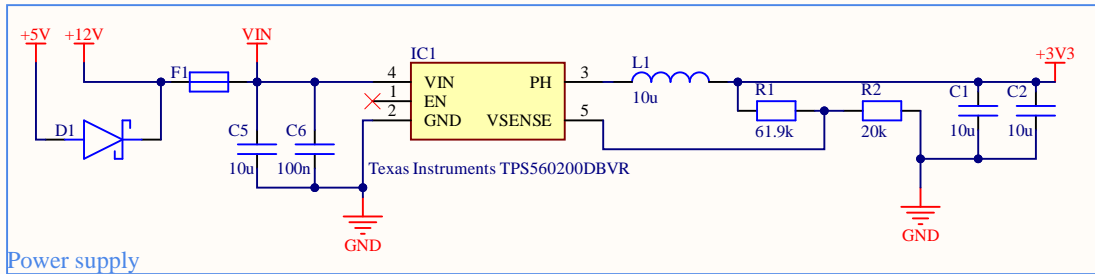 +5V +12V VIN IC1 +3V3
F1 4 VIN PH 3 L1
1 EN 10u R1 R2 C1 C2
2 GND VSENSE 5
D1 C5 C6 61.9k 20k 10u 10u
10u 100n Texas Instruments TPS560200DBVR
GND GND
Power supply